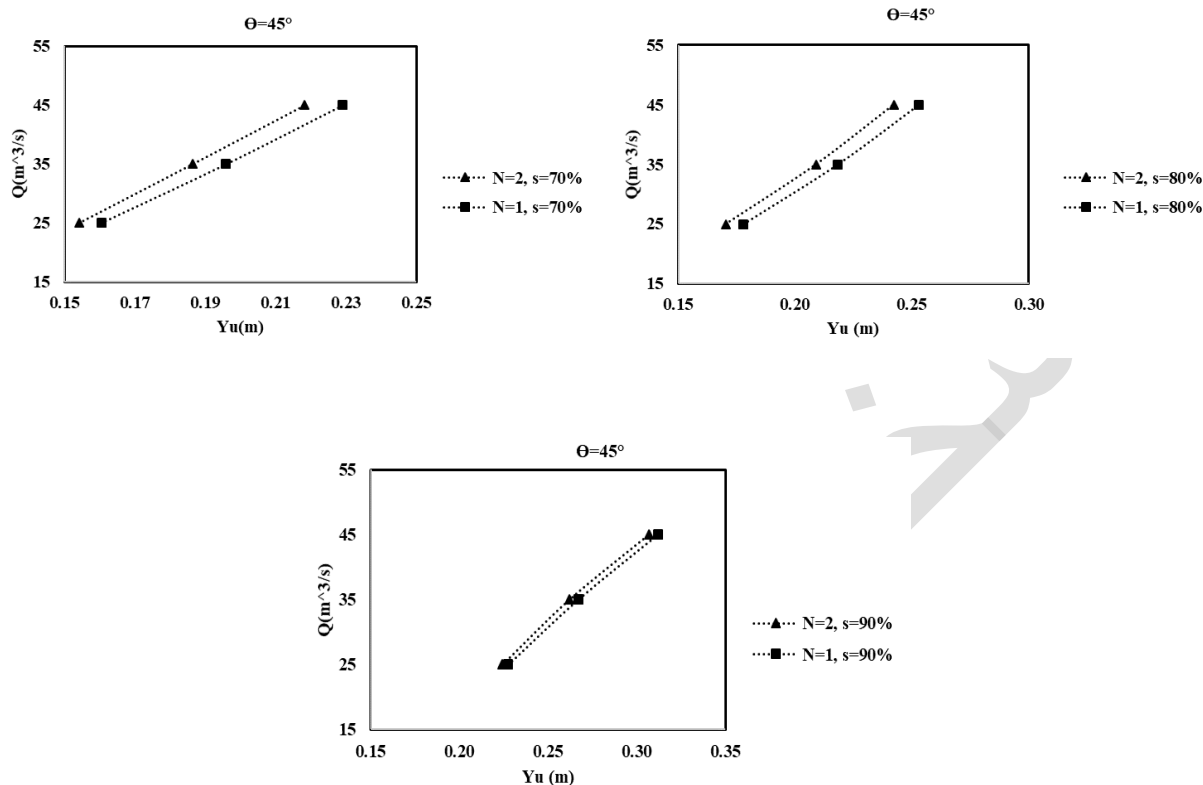 Ɵ=45°
55
45
35
25
15
Q(m^3/s)
0.15 0.17 0.19 0.21 0.23 0.25
Yu(m)
N=2, s=70%
N=1, s=70%
Ɵ=45°
55
45
35
25
15
Q(m^3/s)
0.15 0.20 0.25 0.30
Yu (m)
N=2, s=80%
N=1, s=80%
Ɵ=45°
55
45
35
25
15
Q(m^3/s)
0.15 0.20 0.25 0.30 0.35
Yu (m)
N=2, s=90%
N=1, s=90%